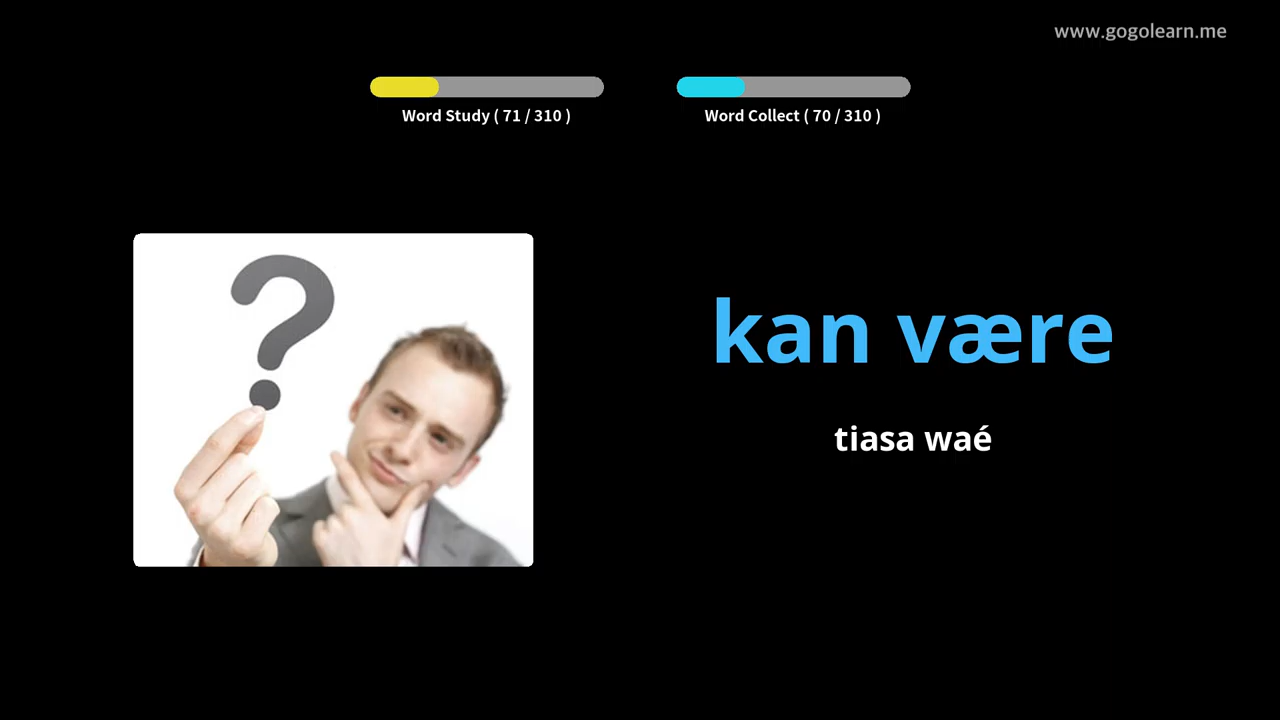 www.gogolearn.me
Word Study ( 71 / 310 )
Word Collect ( 70 / 310 )
?
kan være
tiasa waé